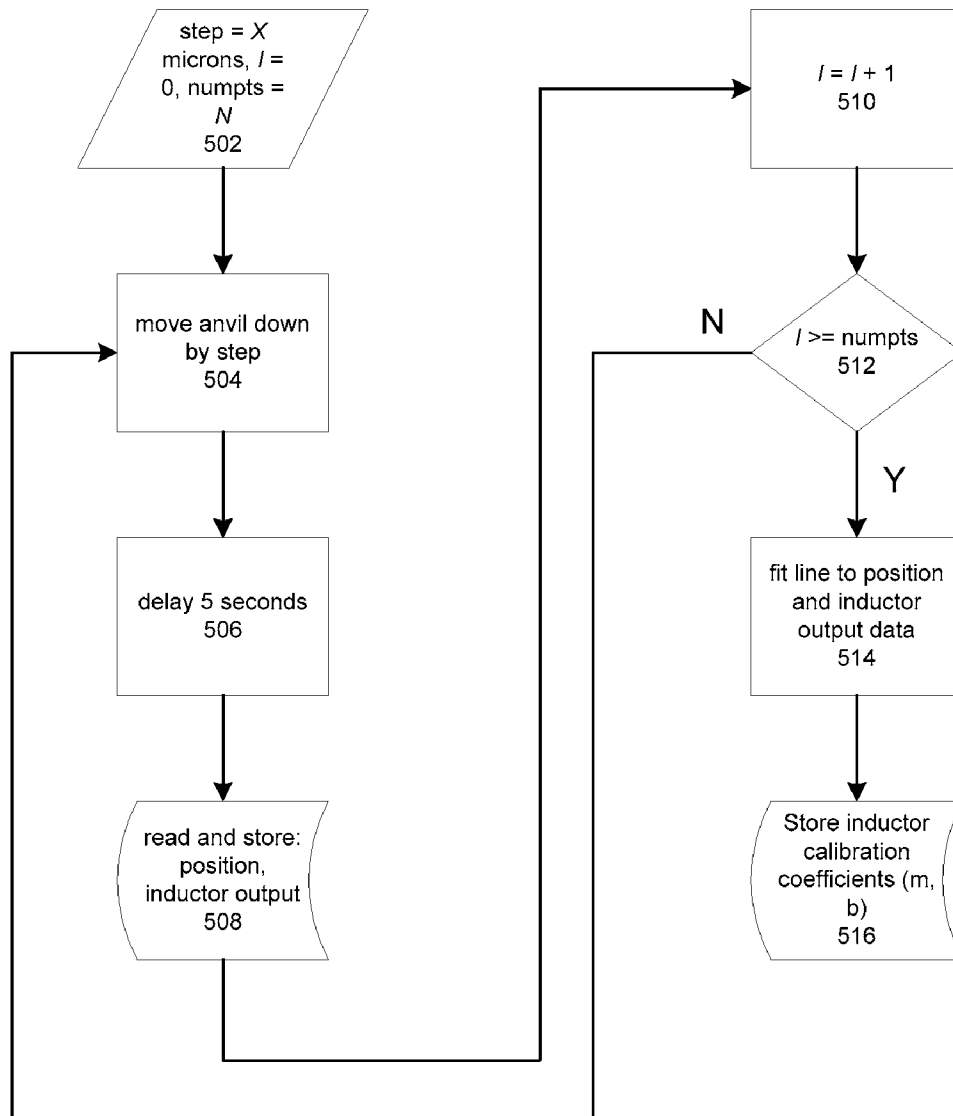 step = X
microns, I =
0, numpts =
N
502
move anvil down
by step
504
delay 5 seconds
506
read and store:
position,
inductor output
508
I = I + 1
510
I >= numpts
512
N
Y
fit line to position
and inductor
output data
514
Store inductor
calibration
coefficients (m,
b)
516